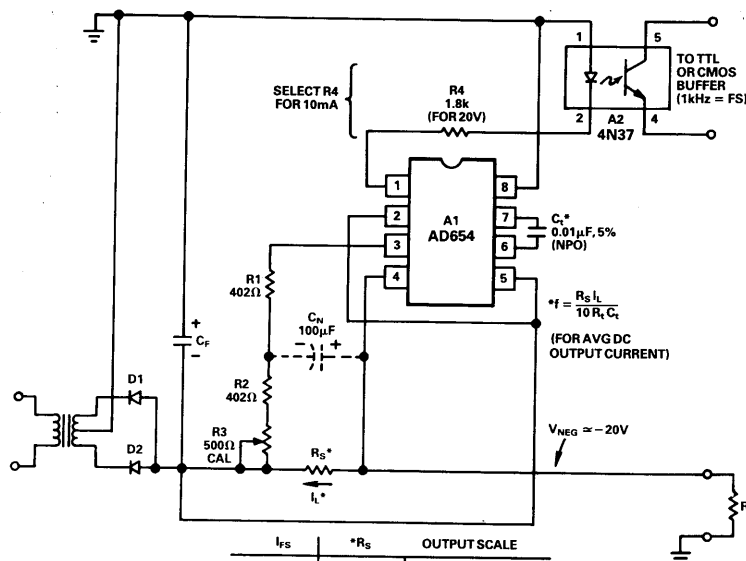 1
5
TO TTL
OR CMOS
BUFFER
(1kHz = FS)
2
A2
4
4N37
SELECT R4
FOR 10mA
R4
1.8k
(FOR 20V)
1
8
2
A1
AD654
7
Ct*
0.01μF, 5%
(NPO)
3
6
4
5
R1
402Ω
CN
100μF
*f = RS IL / 10 Rt Ct
(FOR AVG DC
OUTPUT CURRENT)
+
CF
−
− +
R2
402Ω
D1
D2
R3
500Ω
CAL
RS*
IL*
VNEG ≃ −20V
R
IFS *RS OUTPUT SCALE